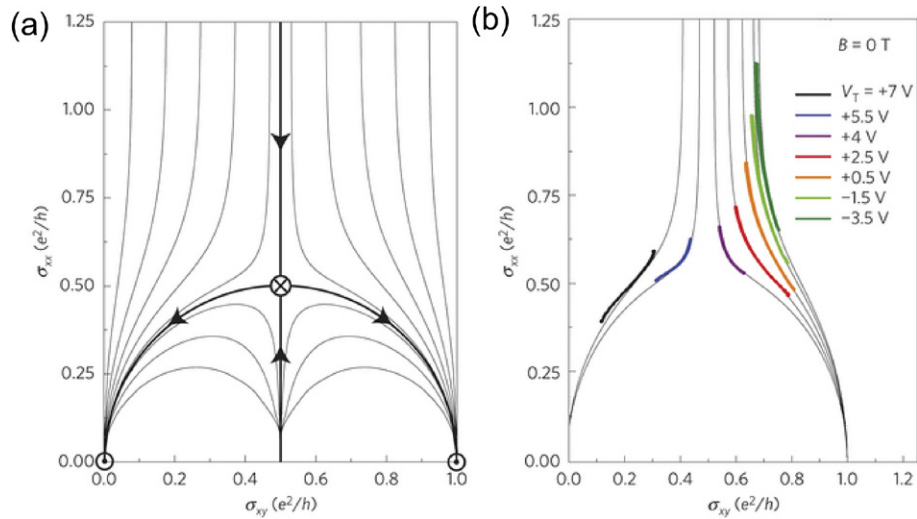 (a)
1.25
1.00
0.75
0.50
0.25
0.00
σxx (e²/h)
0.0 0.2 0.4 0.6 0.8 1.0
σxy (e²/h)
(b)
1.25
1.00
0.75
0.50
0.25
0.00
σxx (e²/h)
B = 0 T
VT = +7 V
+5.5 V
+4 V
+2.5 V
+0.5 V
−1.5 V
−3.5 V
0.0 0.2 0.4 0.6 0.8 1.0 1.2
σxy (e²/h)